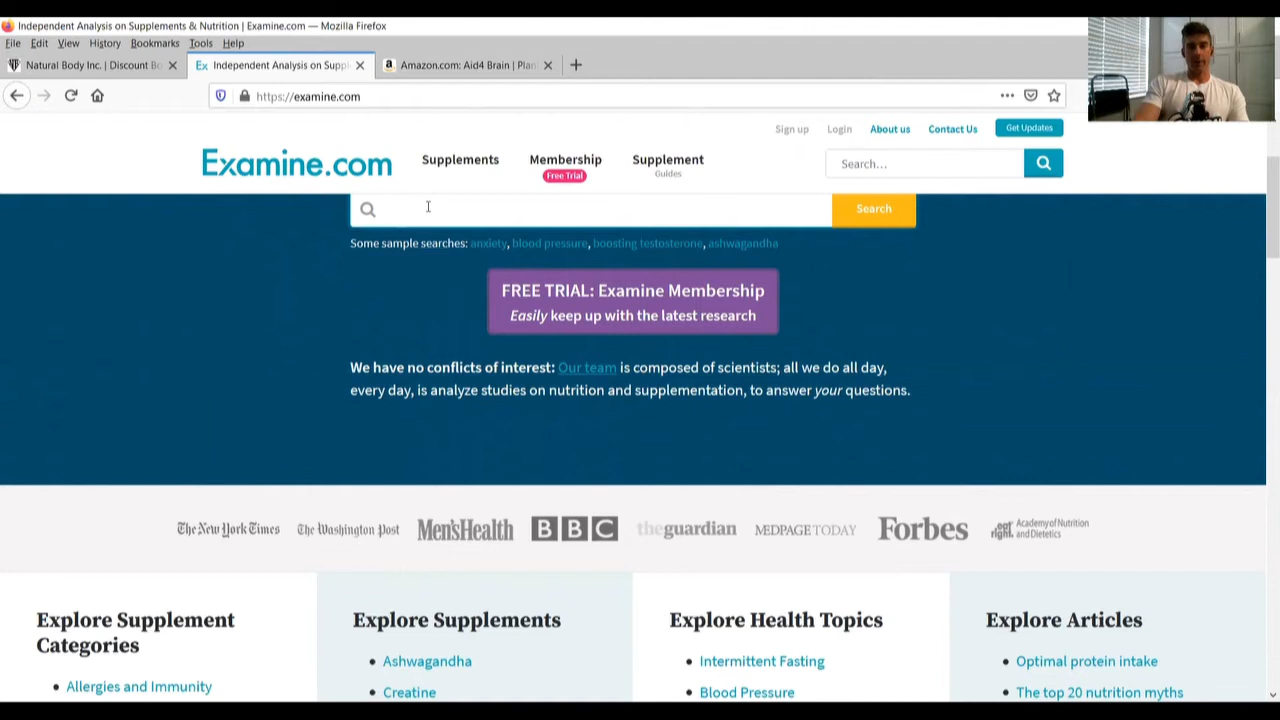 Independent Analysis on Supplements & Nutrition | Examine.com — Mozilla Firefox
File Edit View History Bookmarks Tools Help
Natural Body Inc. | Discount Bo
Ex Independent Analysis on Suppl
Amazon.com: Aid4 Brain | Plan
https://examine.com
Sign up Login About us Contact Us Get Updates
Examine.com
Supplements Membership Supplement
Free Trial Guides
Search...
Search
Some sample searches: anxiety, blood pressure, boosting testosterone, ashwagandha
FREE TRIAL: Examine Membership
Easily keep up with the latest research
We have no conflicts of interest: Our team is composed of scientists; all we do all day,
every day, is analyze studies on nutrition and supplementation, to answer your questions.
The New York Times The Washington Post Men'sHealth BBC theguardian MEDPAGE TODAY Forbes eat right. Academy of Nutrition
and Dietetics
Explore Supplement
Categories
Allergies and Immunity
Explore Supplements
Ashwagandha
Creatine
Explore Health Topics
Intermittent Fasting
Blood Pressure
Explore Articles
Optimal protein intake
The top 20 nutrition myths